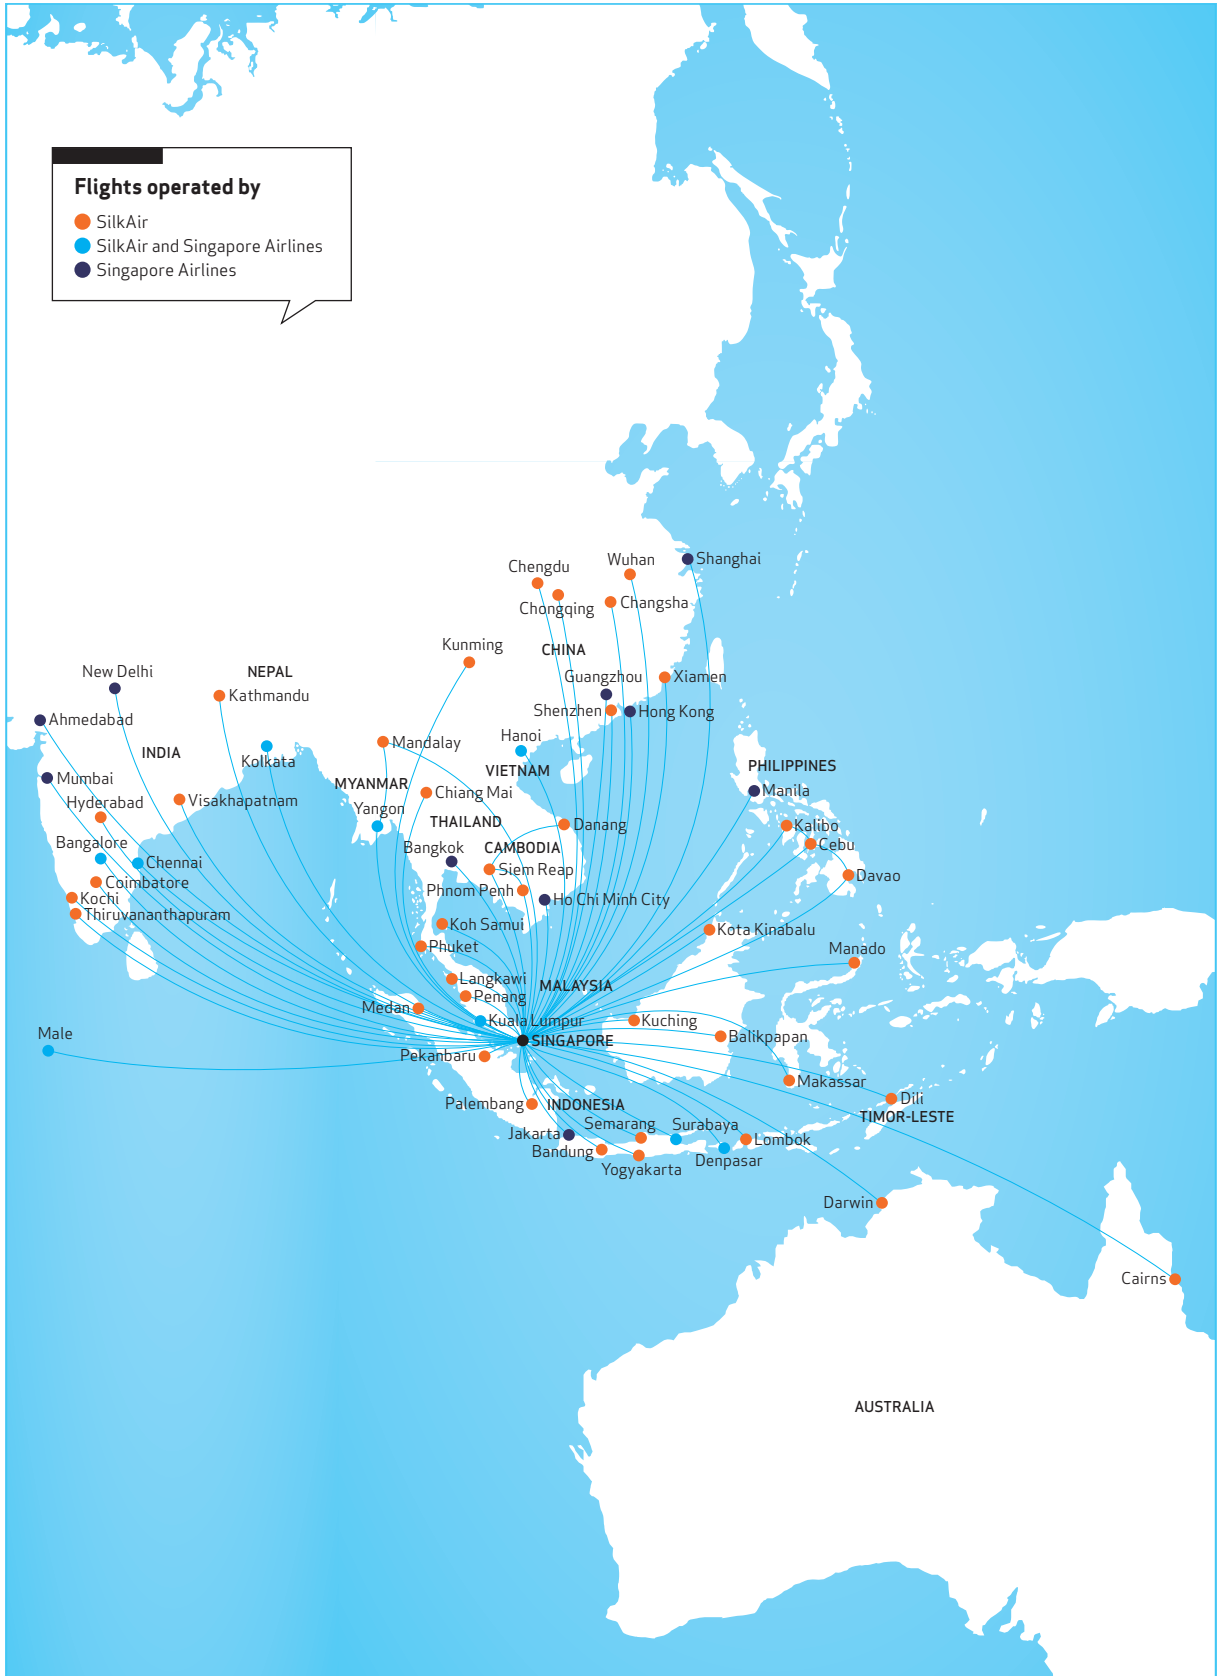 Flights operated by
SilkAir
SilkAir and Singapore Airlines
Singapore Airlines
Shanghai
Wuhan
Chengdu
Chongqing
Changsha
Kunming
CHINA
New Delhi
NEPAL
Guangzhou
Xiamen
Kathmandu
Shenzhen
Hong Kong
Ahmedabad
Hanoi
Mandalay
INDIA
Kolkata
VIETNAM
PHILIPPINES
Mumbai
MYANMAR
Manila
Chiang Mai
Hyderabad
Visakhapatnam
Yangon
THAILAND
Danang
Kalibo
Bangalore
Bangkok
CAMBODIA
Cebu
Chennai
Siem Reap
Davao
Coimbatore
Phnom Penh
Kochi
Ho Chi Minh City
Thiruvananthapuram
Koh Samui
Kota Kinabalu
Phuket
Manado
Langkawi
MALAYSIA
Penang
Medan
Kuala Lumpur
Kuching
Male
SINGAPORE
Balikpapan
Pekanbaru
Makassar
Palembang
INDONESIA
Dili
TIMOR-LESTE
Semarang
Surabaya
Jakarta
Lombok
Bandung
Denpasar
Yogyakarta
Darwin
Cairns
AUSTRALIA